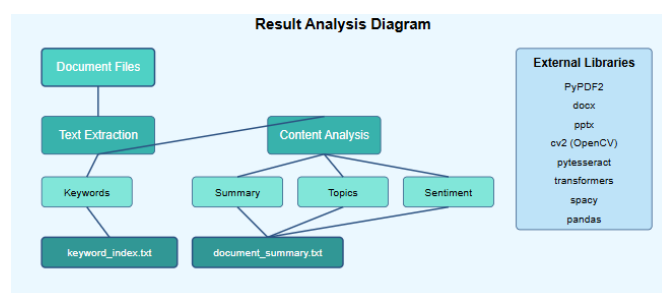 Result Analysis Diagram
Document Files
Text Extraction
Content Analysis
Keywords
Summary
Topics
Sentiment
keyword_index.txt
document_summary.txt
External Libraries
PyPDF2
docx
pptx
cv2 (OpenCV)
pytesseract
transformers
spacy
pandas